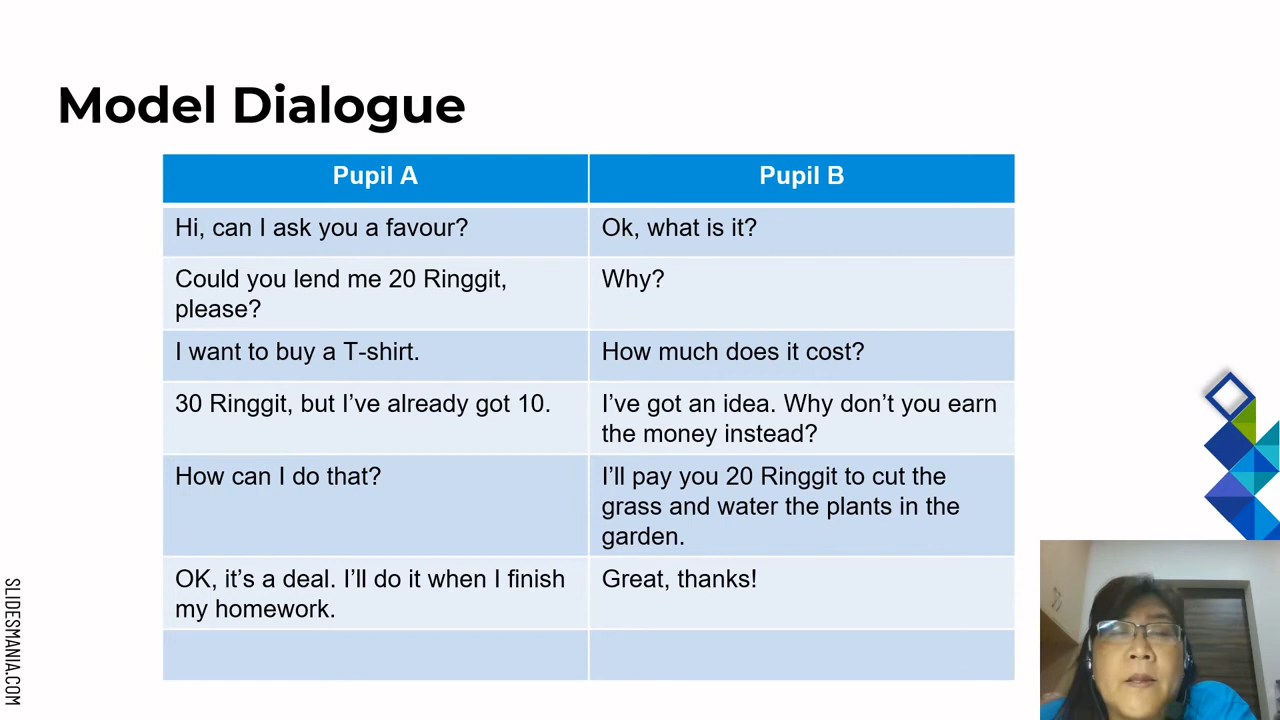 Model Dialogue
Pupil A
Pupil B
Hi, can I ask you a favour?
Ok, what is it?
Could you lend me 20 Ringgit,
please?
Why?
I want to buy a T-shirt.
How much does it cost?
30 Ringgit, but I’ve already got 10.
I’ve got an idea. Why don’t you earn
the money instead?
How can I do that?
I’ll pay you 20 Ringgit to cut the
grass and water the plants in the
garden.
OK, it’s a deal. I’ll do it when I finish
my homework.
Great, thanks!
SLIDESMANIA.COM